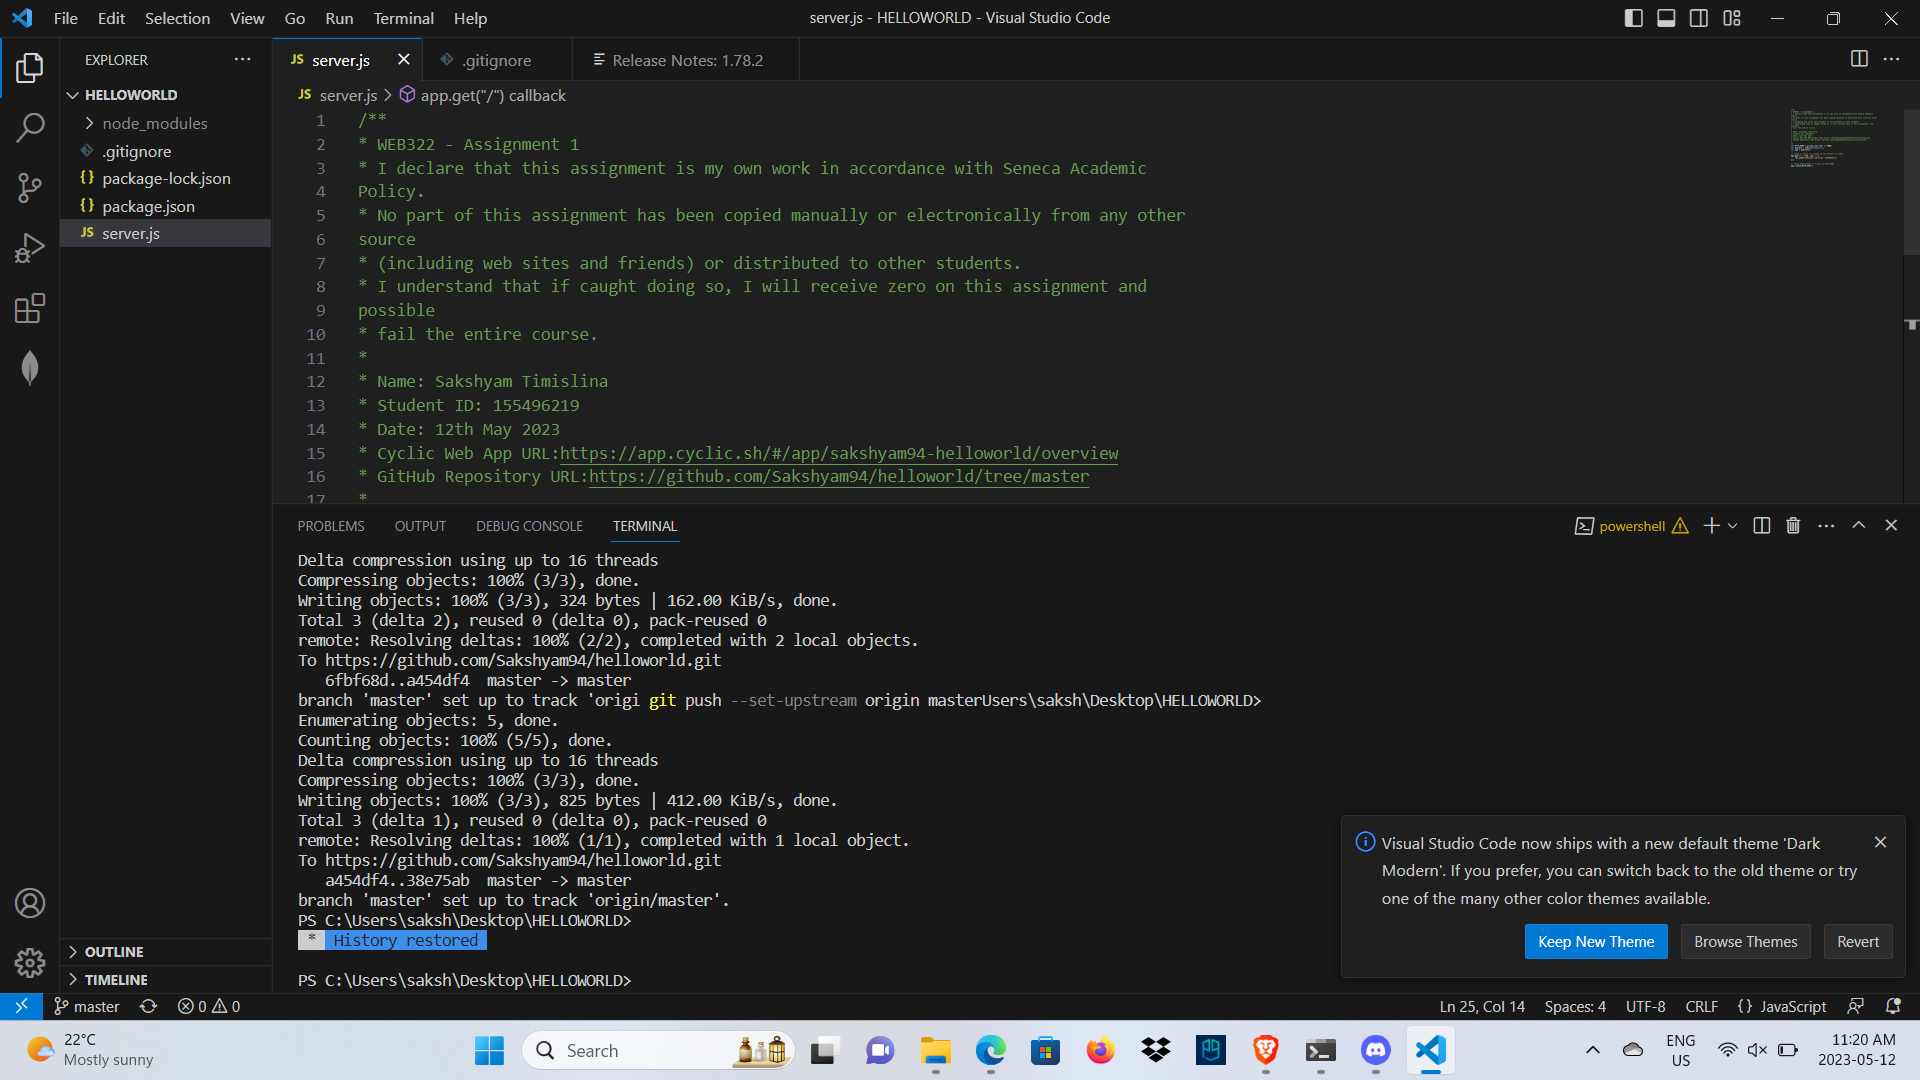 File Edit Selection View Go Run Terminal Help
server.js - HELLOWORLD - Visual Studio Code
EXPLORER
HELLOWORLD
node_modules
.gitignore
package-lock.json
package.json
JS server.js
OUTLINE
TIMELINE
JS server.js
.gitignore
Release Notes: 1.78.2
JS server.js > app.get("/") callback
1 /**
2 * WEB322 - Assignment 1
3 * I declare that this assignment is my own work in accordance with Seneca Academic
4 Policy.
5 * No part of this assignment has been copied manually or electronically from any other
6 source
7 * (including web sites and friends) or distributed to other students.
8 * I understand that if caught doing so, I will receive zero on this assignment and
9 possible
10 * fail the entire course.
11 *
12 * Name: Sakshyam Timislina
13 * Student ID: 155496219
14 * Date: 12th May 2023
15 * Cyclic Web App URL:https://app.cyclic.sh/#/app/sakshyam94-helloworld/overview
16 * GitHub Repository URL:https://github.com/Sakshyam94/helloworld/tree/master
17 *
PROBLEMS OUTPUT DEBUG CONSOLE TERMINAL
powershell
Delta compression using up to 16 threads
Compressing objects: 100% (3/3), done.
Writing objects: 100% (3/3), 324 bytes | 162.00 KiB/s, done.
Total 3 (delta 2), reused 0 (delta 0), pack-reused 0
remote: Resolving deltas: 100% (2/2), completed with 2 local objects.
To https://github.com/Sakshyam94/helloworld.git
6fbf68d..a454df4 master -> master
branch 'master' set up to track 'origi git push --set-upstream origin masterUsers\saksh\Desktop\HELLOWORLD>
Enumerating objects: 5, done.
Counting objects: 100% (5/5), done.
Delta compression using up to 16 threads
Compressing objects: 100% (3/3), done.
Writing objects: 100% (3/3), 825 bytes | 412.00 KiB/s, done.
Total 3 (delta 1), reused 0 (delta 0), pack-reused 0
remote: Resolving deltas: 100% (1/1), completed with 1 local object.
To https://github.com/Sakshyam94/helloworld.git
a454df4..38e75ab master -> master
branch 'master' set up to track 'origin/master'.
PS C:\Users\saksh\Desktop\HELLOWORLD>
* History restored
PS C:\Users\saksh\Desktop\HELLOWORLD>
Visual Studio Code now ships with a new default theme 'Dark
Modern'. If you prefer, you can switch back to the old theme or try
one of the many other color themes available.
Keep New Theme
Browse Themes
Revert
master
0 0
Ln 25, Col 14
Spaces: 4
UTF-8
CRLF
{ } JavaScript
22°C
Mostly sunny
Search
ENG
US
11:20 AM
2023-05-12